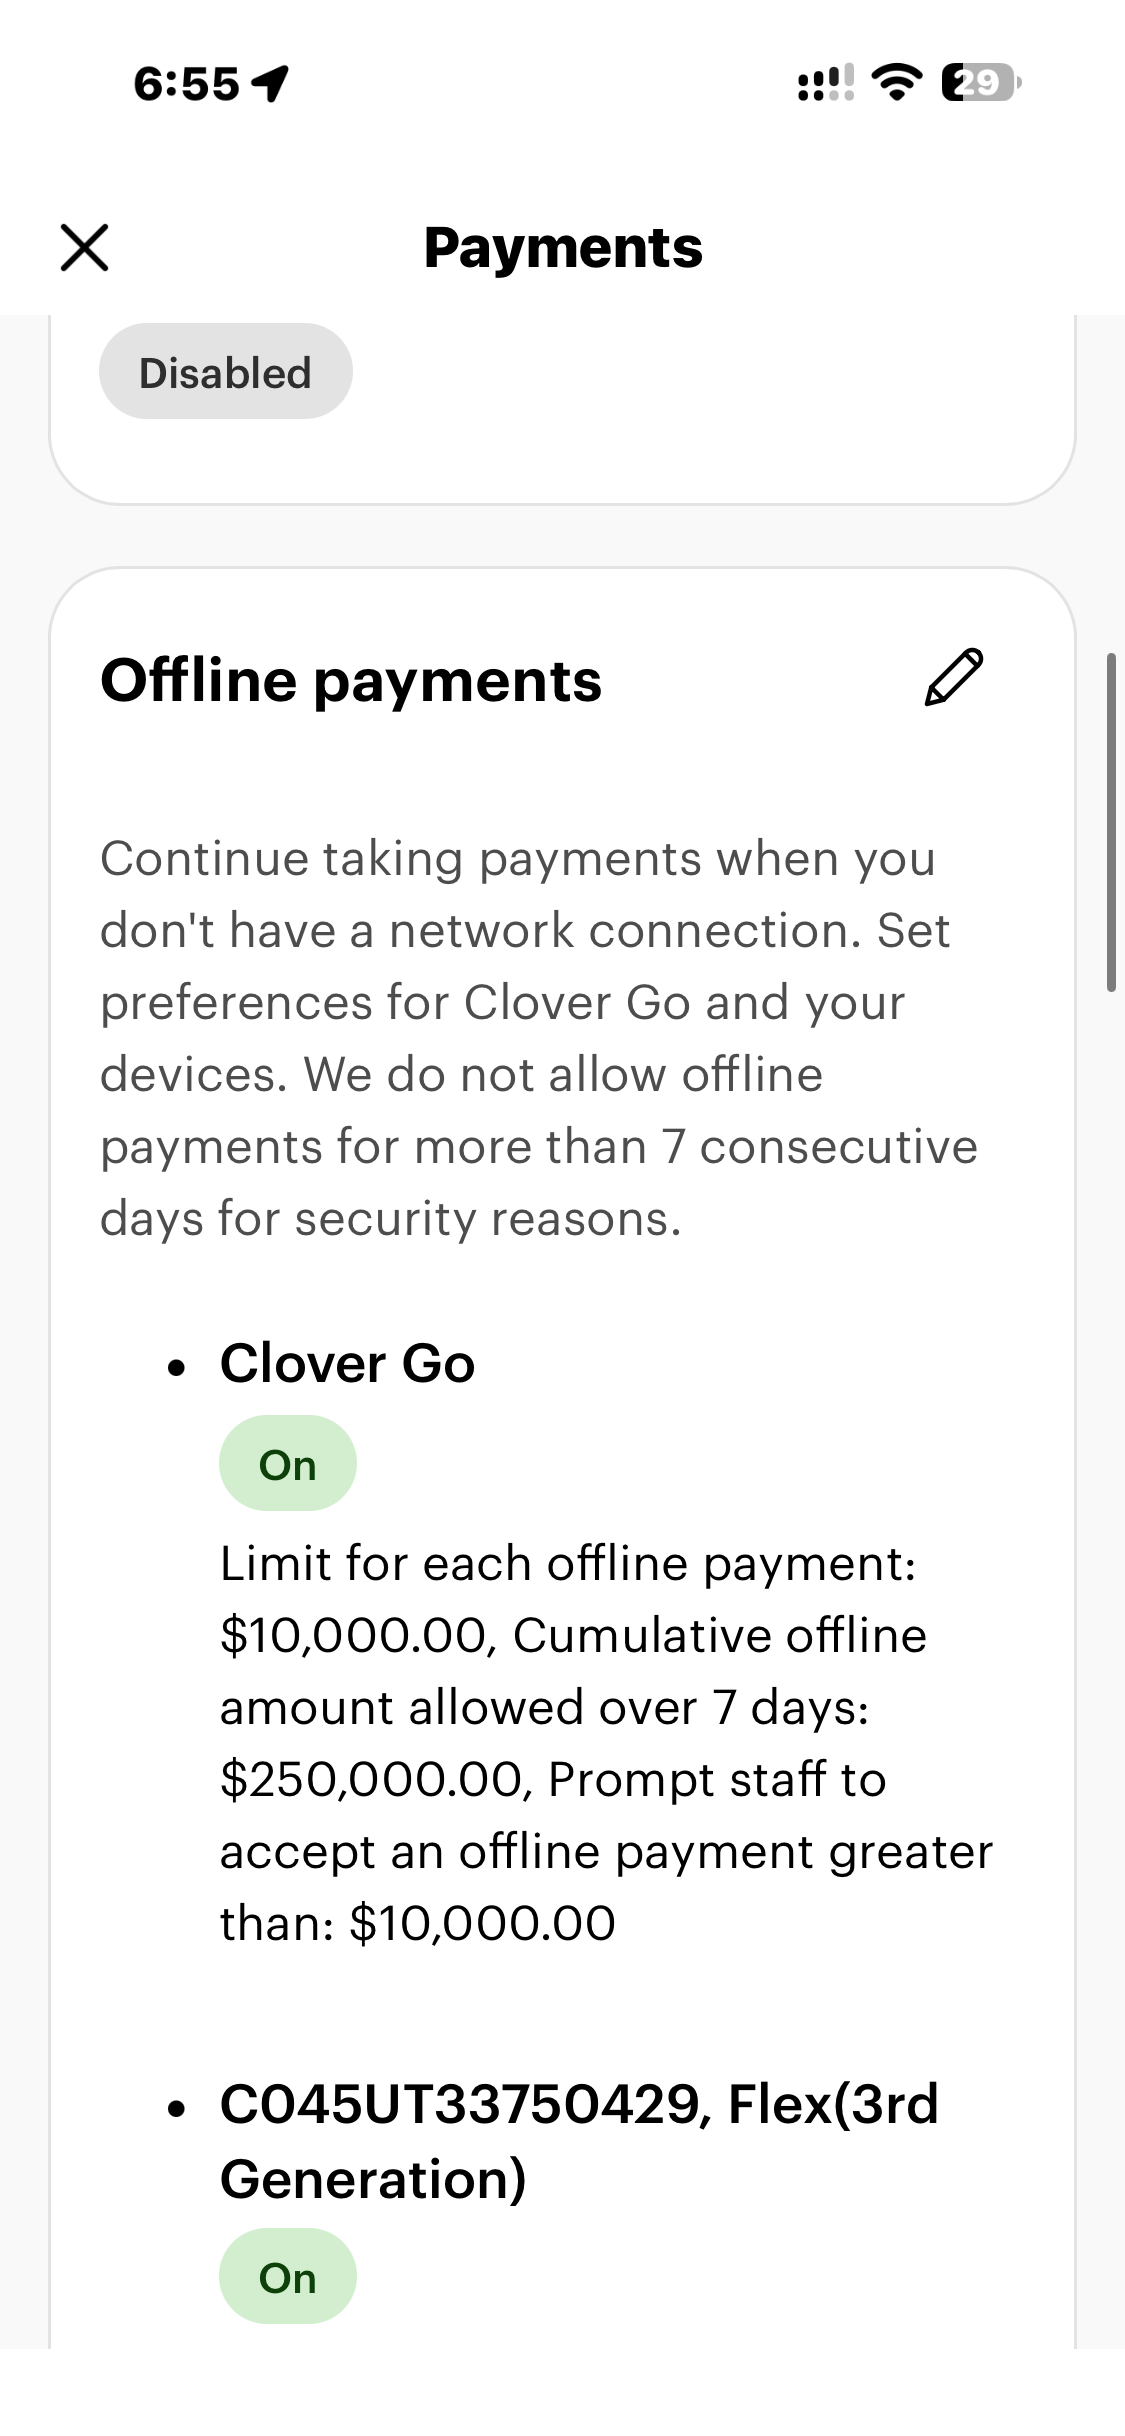 6:55
29
Payments
Disabled
Offline payments
Continue taking payments when you
don't have a network connection. Set
preferences for Clover Go and your
devices. We do not allow offline
payments for more than 7 consecutive
days for security reasons.
• Clover Go
On
Limit for each offline payment:
$10,000.00, Cumulative offline
amount allowed over 7 days:
$250,000.00, Prompt staff to
accept an offline payment greater
than: $10,000.00
• C045UT33750429, Flex(3rd
Generation)
On